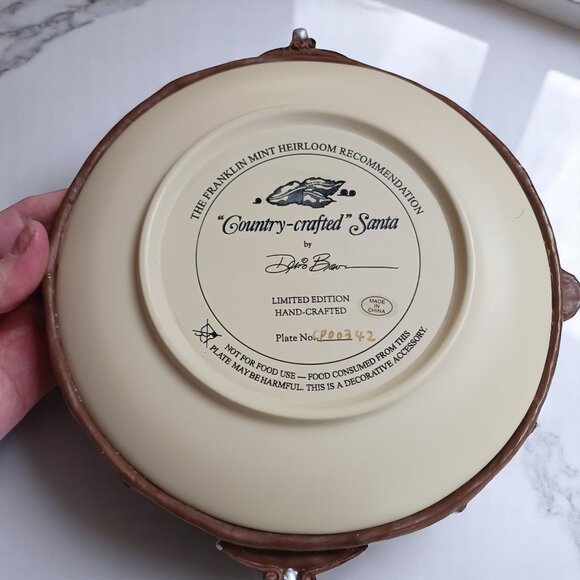 THE FRANKLIN MINT HEIRLOOM RECOMMENDATION
"Country-crafted" Santa
by
LIMITED EDITION
HAND-CRAFTED
MADE
IN
CHINA
Plate No. CP00342
NOT FOR FOOD USE — FOOD CONSUMED FROM THIS
PLATE MAY BE HARMFUL. THIS IS A DECORATIVE ACCESSORY.